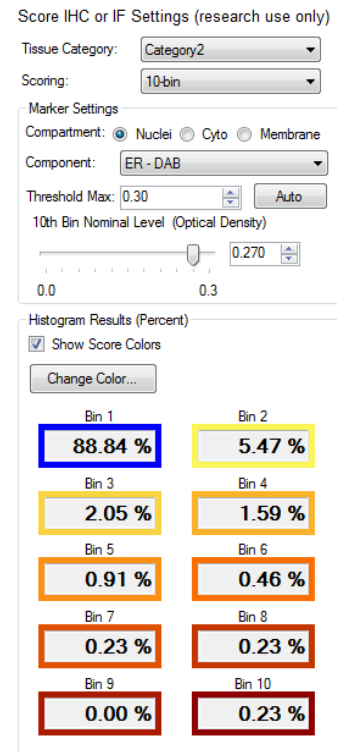 Score IHC or IF Settings (research use only)
Tissue Category: Category2
Scoring: 10-bin
Marker Settings
Compartment: Nuclei Cyto Membrane
Component: ER - DAB
Threshold Max: 0.30 Auto
10th Bin Nominal Level (Optical Density)
0.270
0.0 0.3
Histogram Results (Percent)
Show Score Colors
Change Color...
Bin 1 Bin 2
88.84 % 5.47 %
Bin 3 Bin 4
2.05 % 1.59 %
Bin 5 Bin 6
0.91 % 0.46 %
Bin 7 Bin 8
0.23 % 0.23 %
Bin 9 Bin 10
0.00 % 0.23 %